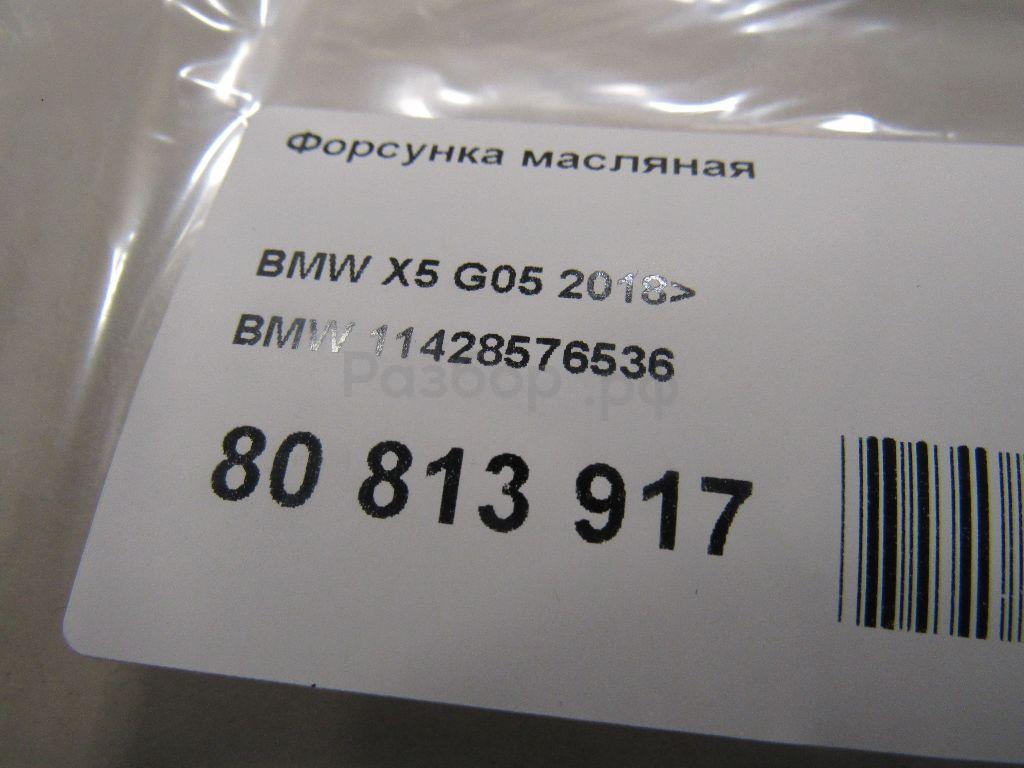 Форсунка масляная
BMW X5 G05 2018>
BMW 11428576536
Разбор.рф
80 813 917